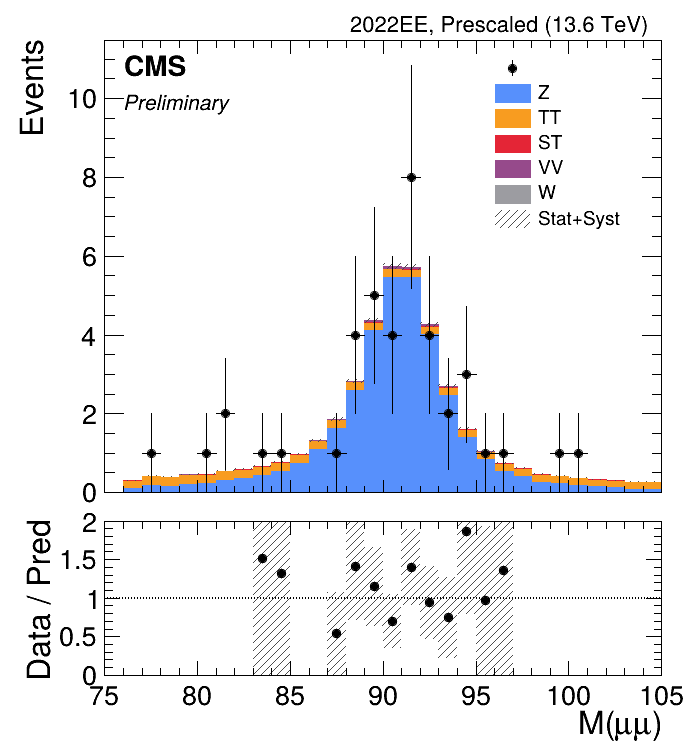 2022EE, Prescaled (13.6 TeV)
Events
CMS
Preliminary
Z
TT
ST
VV
W
Stat+Syst
10
8
6
4
2
0
Data / Pred
2
1.5
1
0.5
0
75 80 85 90 95 100 105
M(μμ)